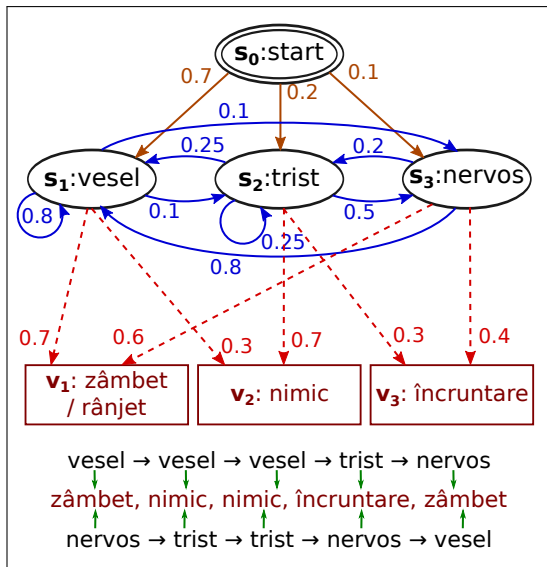 s₀:start
0.7 0.2 0.1
0.1
0.25 0.2
s₁:vesel s₂:trist s₃:nervos
0.8 0.1 0.25 0.5
0.8
0.7 0.6 0.3 0.7 0.3 0.4
v₁: zâmbet
/ rânjet
v₂: nimic
v₃: încruntare
vesel → vesel → vesel → trist → nervos
zâmbet, nimic, nimic, încruntare, zâmbet
nervos → trist → trist → nervos → vesel